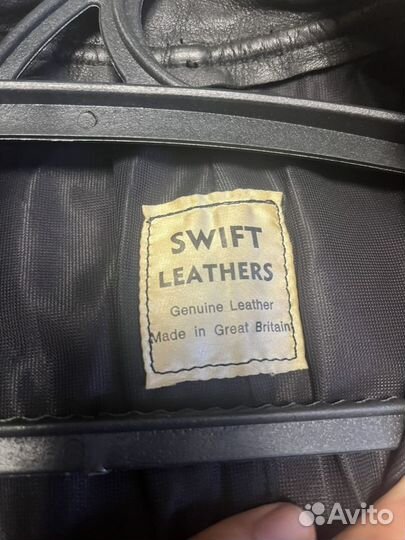 SWIFT
LEATHERS
Genuine Leather
Made in Great Britain
Avito